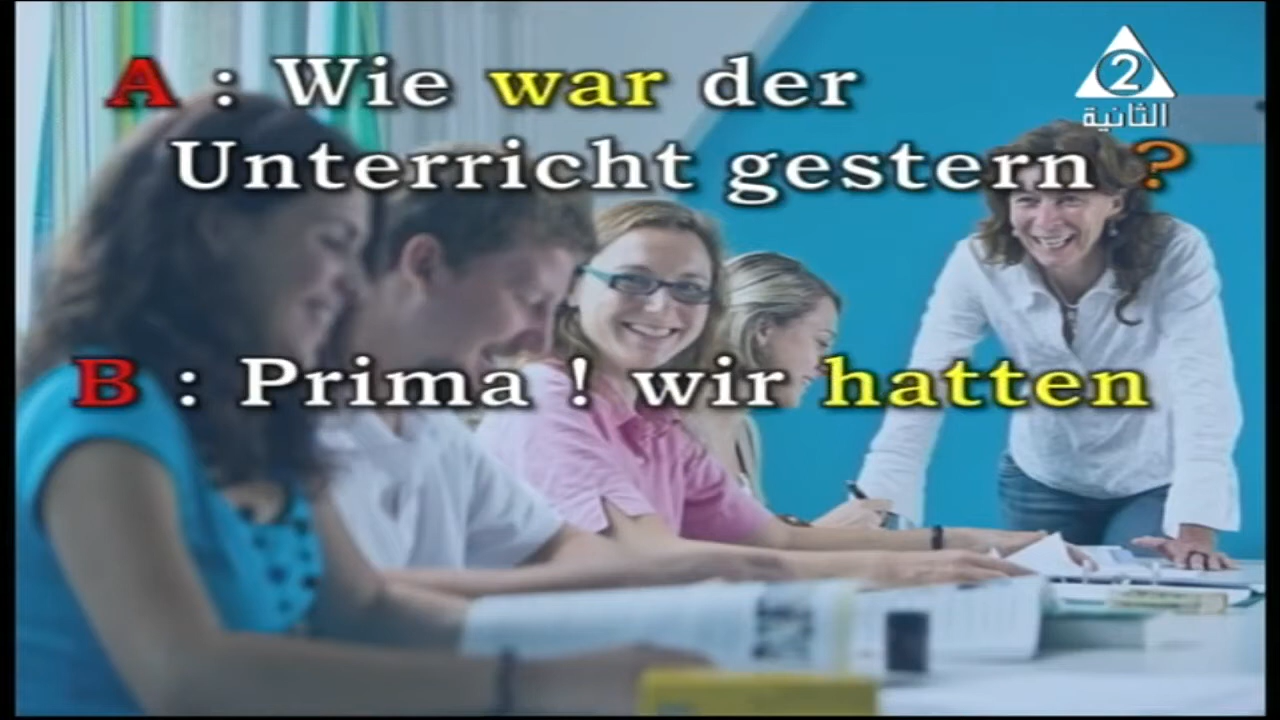 2
الثانية
A : Wie war der
Unterricht gestern ?
B : Prima ! wir hatten